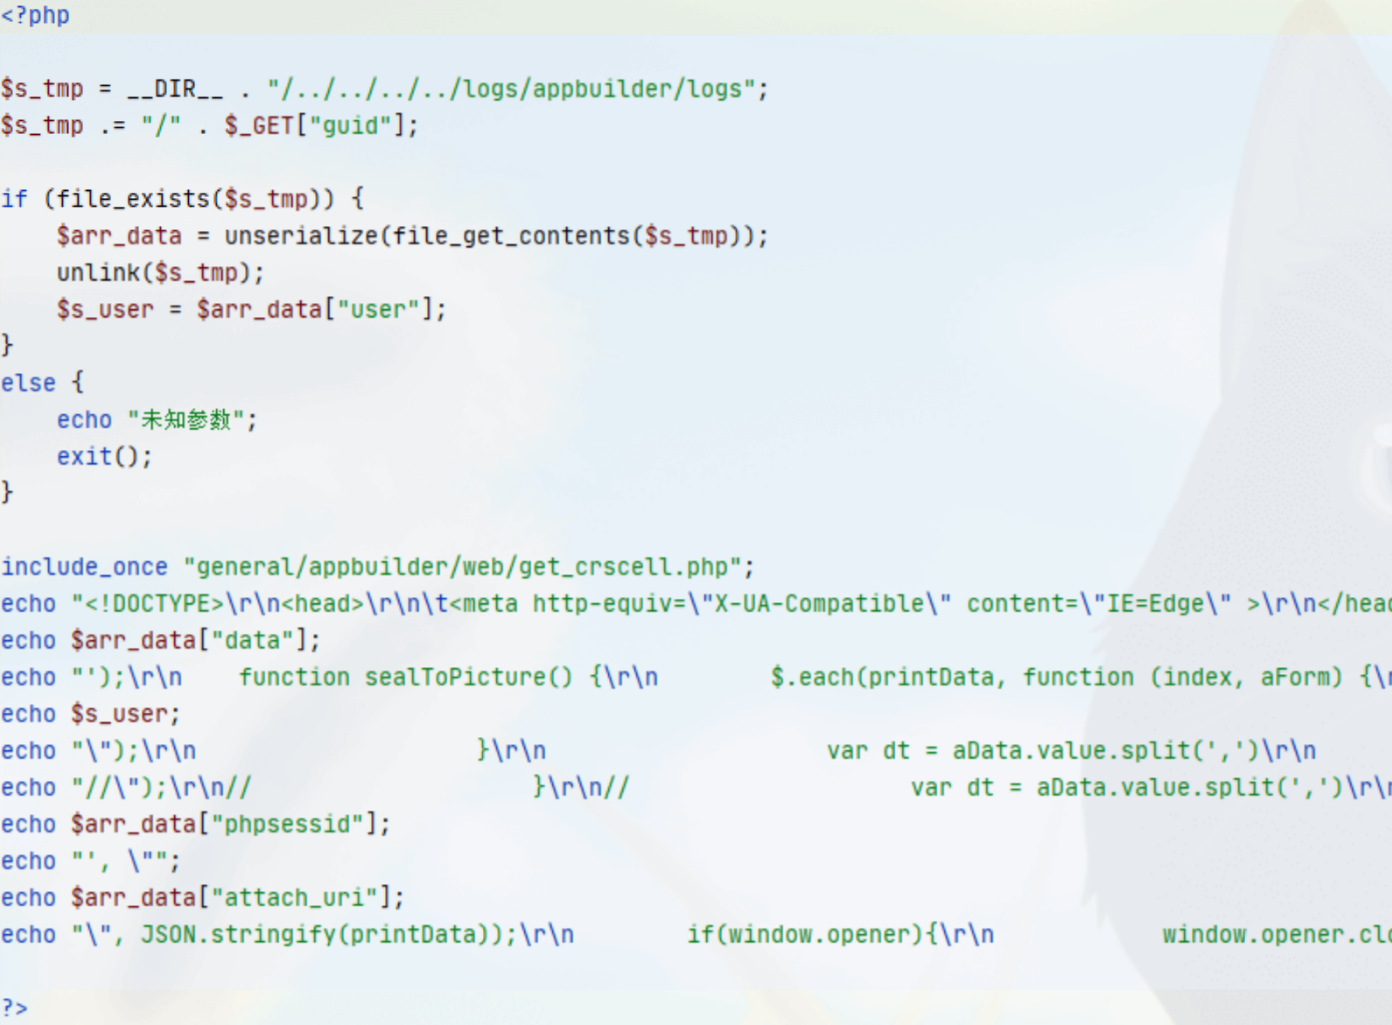 <?php
$s_tmp = __DIR__ . "/../../../../logs/appbuilder/logs";
$s_tmp .= "/" . $_GET["guid"];
if (file_exists($s_tmp)) {
    $arr_data = unserialize(file_get_contents($s_tmp));
    unlink($s_tmp);
    $s_user = $arr_data["user"];
}
else {
    echo "未知参数";
    exit();
}
include_once "general/appbuilder/web/get_crscell.php";
echo "<!DOCTYPE>\r\n<head>\r\n\t<meta http-equiv=\"X-UA-Compatible\" content=\"IE=Edge\" >\r\n</head
echo $arr_data["data"];
echo "');\r\n    function sealToPicture() {\r\n        $.each(printData, function (index, aForm) {\r
echo $s_user;
echo "\");\r\n                    }\r\n                    var dt = aData.value.split(',')\r\n
echo "//\");\r\n//                    }\r\n//                    var dt = aData.value.split(',')\r\n
echo $arr_data["phpsessid"];
echo "', \"";
echo $arr_data["attach_uri"];
echo "\", JSON.stringify(printData));\r\n        if(window.opener){\r\n            window.opener.clo
?>